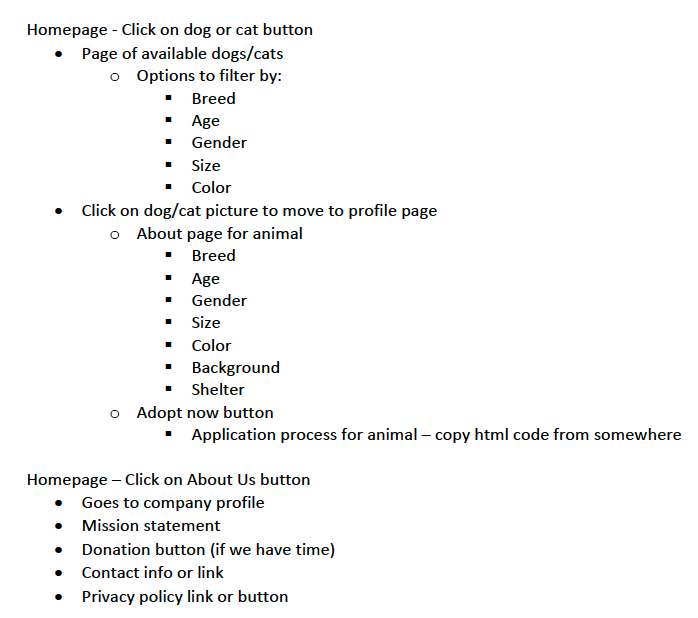 Homepage - Click on dog or cat button
• Page of available dogs/cats
o Options to filter by:
▪ Breed
▪ Age
▪ Gender
▪ Size
▪ Color
• Click on dog/cat picture to move to profile page
o About page for animal
▪ Breed
▪ Age
▪ Gender
▪ Size
▪ Color
▪ Background
▪ Shelter
o Adopt now button
▪ Application process for animal – copy html code from somewhere
Homepage – Click on About Us button
• Goes to company profile
• Mission statement
• Donation button (if we have time)
• Contact info or link
• Privacy policy link or button